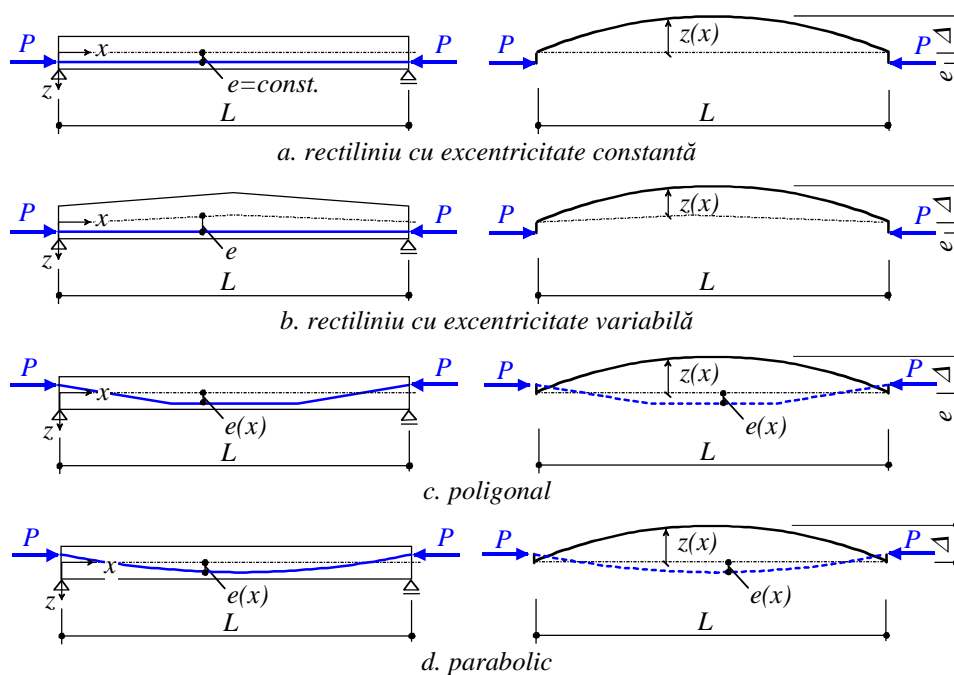 P x P z(x) Δ
e=const. P P e
z
L L
a. rectiliniu cu excentricitate constantă
P x P z(x) Δ
e P P e
z
L L
b. rectiliniu cu excentricitate variabilă
P x P P z(x) P Δ
z e(x) e(x) e
L L
c. poligonal
P x P P z(x) P Δ
z e(x) e(x)
L L
d. parabolic